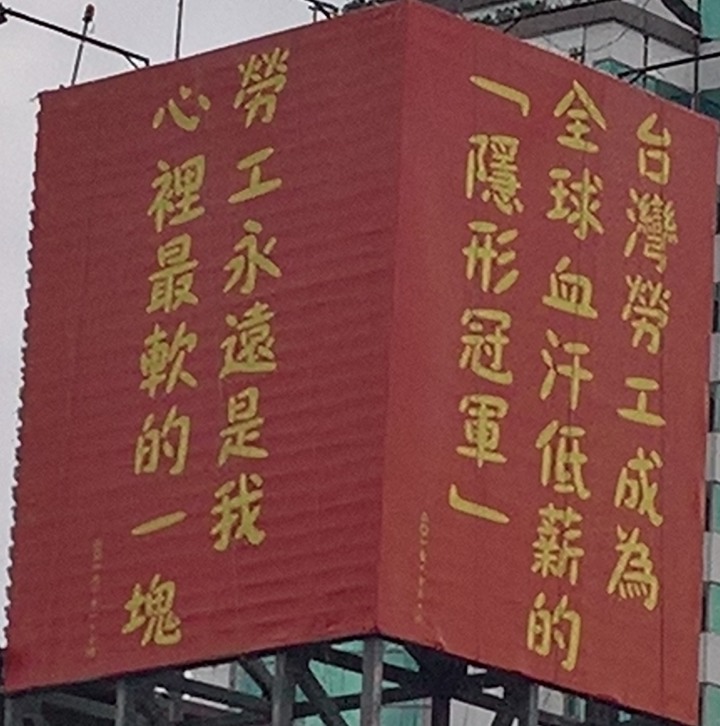 台灣勞工成為
全球血汗低薪的
「隱形冠軍」
勞工永遠是我
心裡最軟的一塊